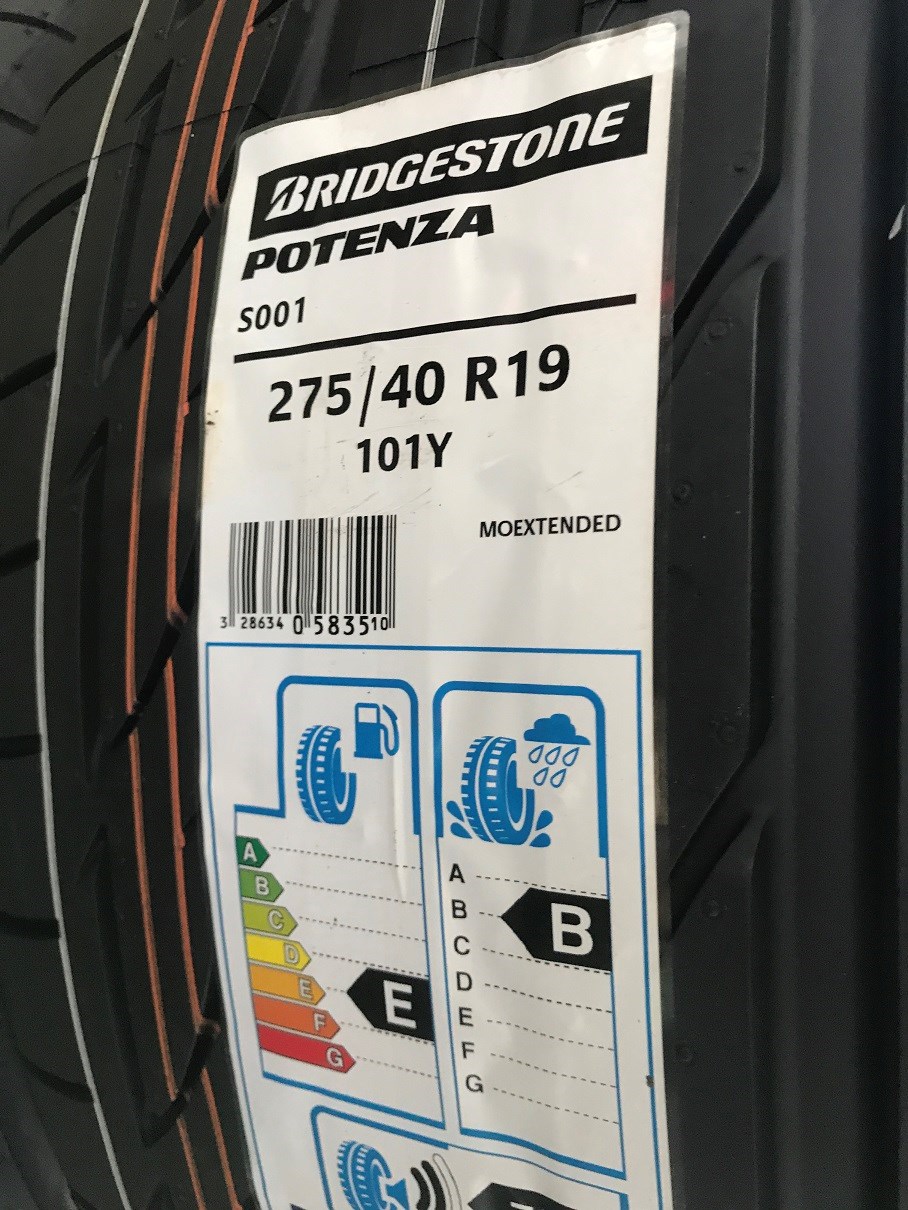 BRIDGESTONE
POTENZA
S001
275/40 R19
101Y
MOEXTENDED
3 286340 583510
A
B
C
D
E
F
G
E
A
B
C
D
E
F
G
B